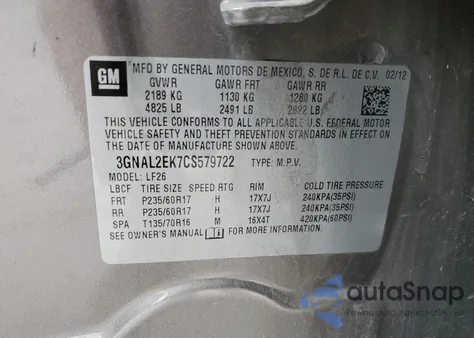 GM
MFD BY GENERAL MOTORS DE MEXICO, S. DE R.L. DE C.V. 02/12
GVWR GAWR FRT GAWR RR
2189 KG 1130 KG 1280 KG
4825 LB 2491 LB 2822 LB
THIS VEHICLE CONFORMS TO ALL APPLICABLE U.S. FEDERAL MOTOR
VEHICLE SAFETY AND THEFT PREVENTION STANDARDS IN EFFECT ON
THE DATE OF MANUFACTURE SHOWN ABOVE.
3GNAL2EK7CS579722 TYPE: M.P.V.
MODEL: LF26
LBCF TIRE SIZE SPEED RTG RIM COLD TIRE PRESSURE
FRT P235/60R17 H 17X7J 240KPA(35PSI)
RR P235/60R17 H 17X7J 240KPA(35PSI)
SPA T135/70R16 M 16X4T 420KPA(60PSI)
SEE OWNER'S MANUAL FOR MORE INFORMATION
autoSnap